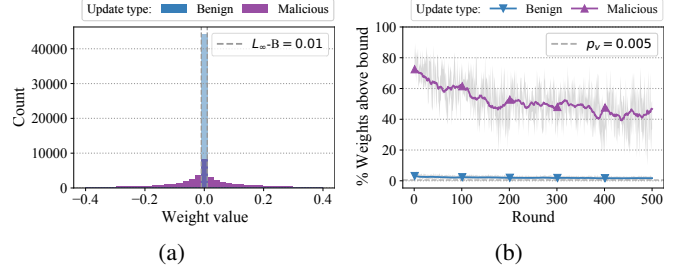 Update type: Benign Malicious
40000
30000
20000
10000
0
Count
L∞-B = 0.01
−0.4 −0.2 0.0 0.2 0.4
Weight value
(a)
Update type: Benign Malicious
100
80
60
40
20
0
% Weights above bound
pᵥ = 0.005
0 100 200 300 400 500
Round
(b)